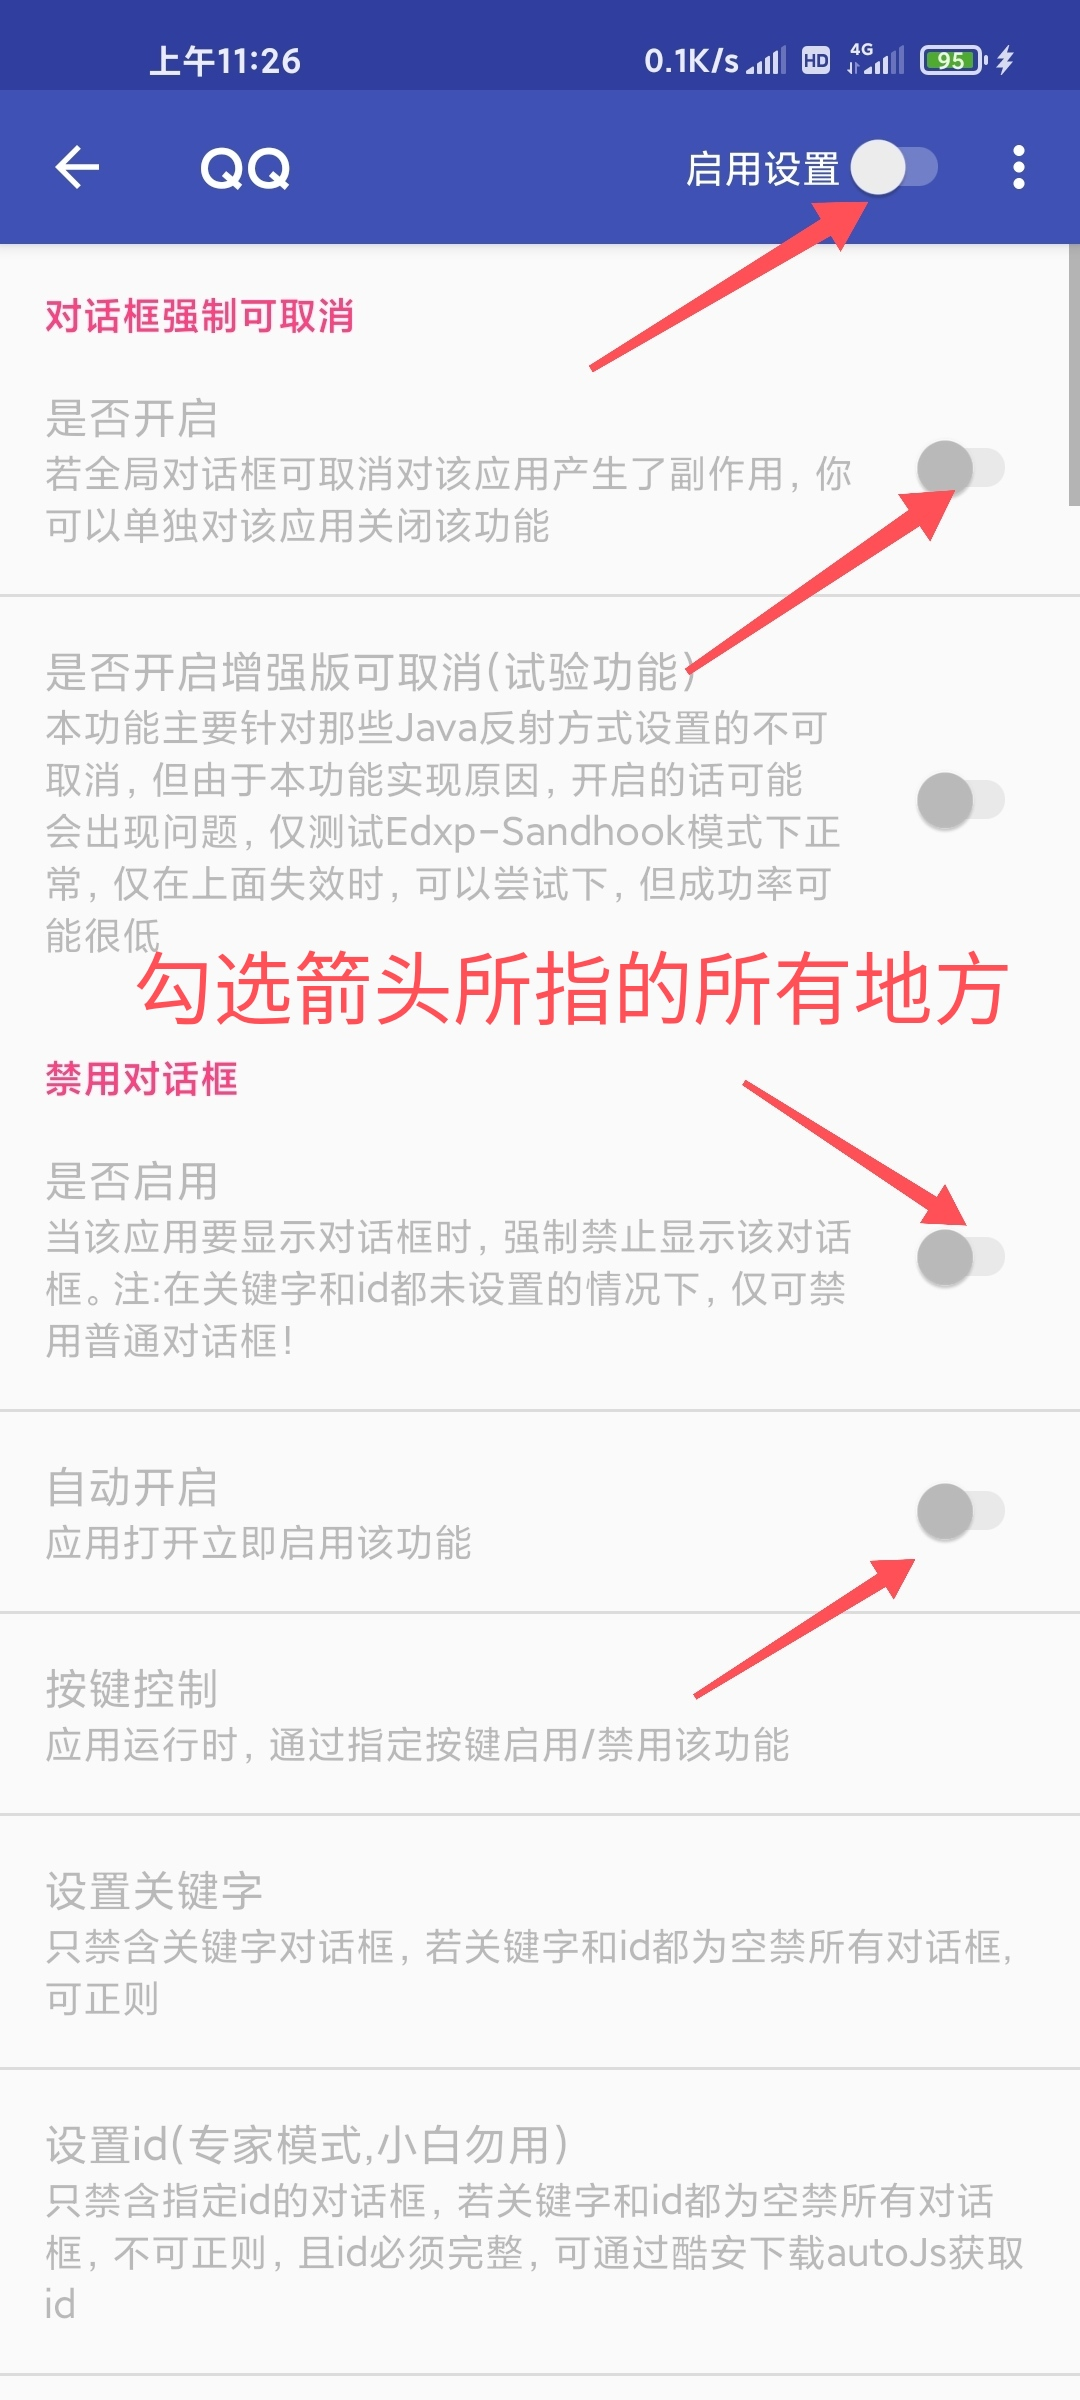 上午11:26
0.1K/s HD 4G 95
QQ
启用设置
对话框强制可取消
是否开启
若全局对话框可取消对该应用产生了副作用，你
可以单独对该应用关闭该功能
是否开启增强版可取消(试验功能)
本功能主要针对那些Java反射方式设置的不可
取消，但由于本功能实现原因，开启的话可能
会出现问题，仅测试Edxp-Sandhook模式下正
常，仅在上面失效时，可以尝试下，但成功率可
能很低
勾选箭头所指的所有地方
禁用对话框
是否启用
当该应用要显示对话框时，强制禁止显示该对话
框。注:在关键字和id都未设置的情况下，仅可禁
用普通对话框！
自动开启
应用打开立即启用该功能
按键控制
应用运行时，通过指定按键启用/禁用该功能
设置关键字
只禁含关键字对话框，若关键字和id都为空禁所有对话框，
可正则
设置id(专家模式,小白勿用)
只禁含指定id的对话框，若关键字和id都为空禁所有对话
框，不可正则，且id必须完整，可通过酷安下载autoJs获取
id